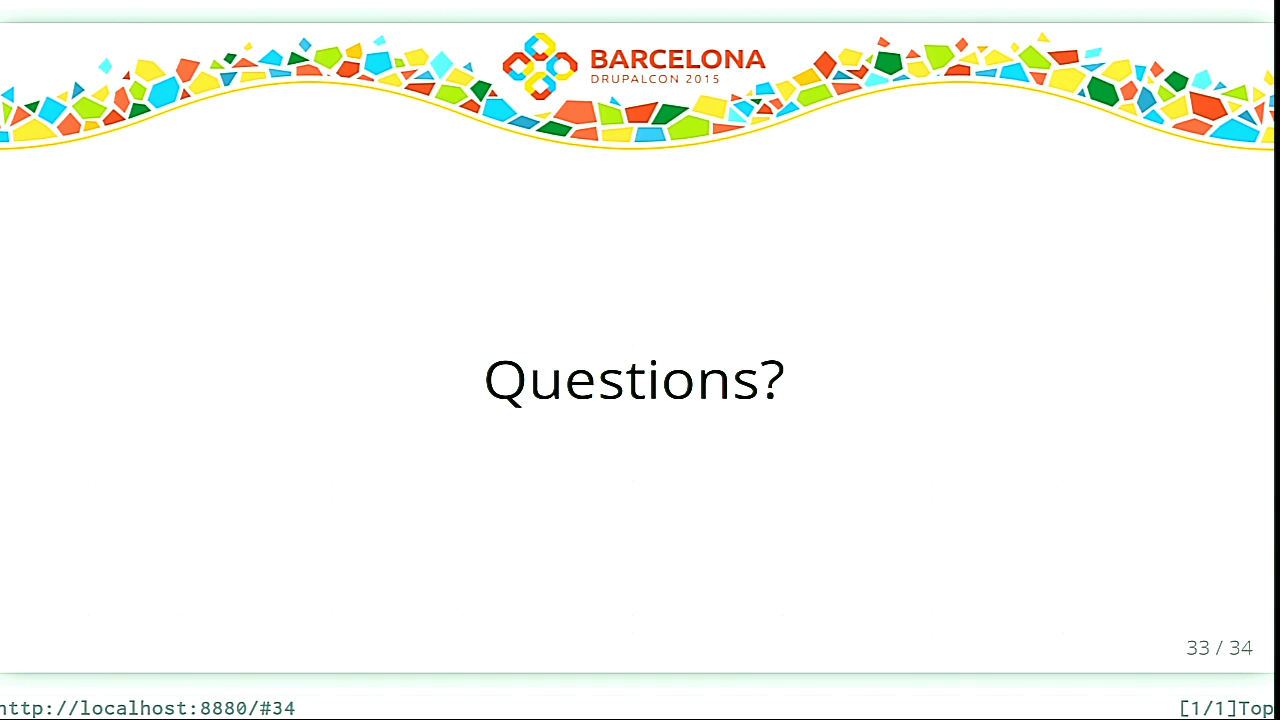 BARCELONA
DRUPALCON 2015
Questions?
33 / 34
http://localhost:8880/#34
[1/1]Top